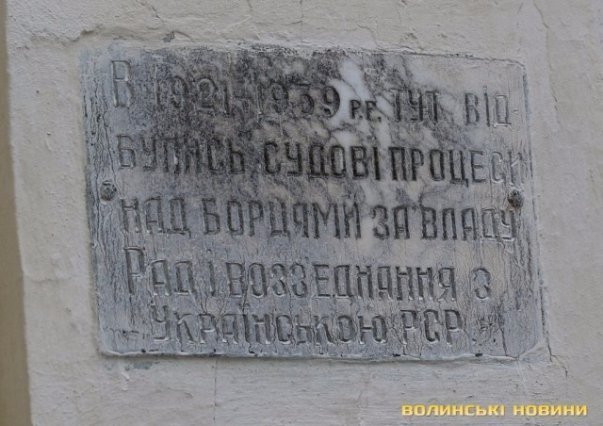 В 1921-1939 р.р. тут від-
булись судові процеси
над борцями за владу
Рад і возз'єднання з
Українською РСР
ВОЛИНСЬКІ НОВИНИ